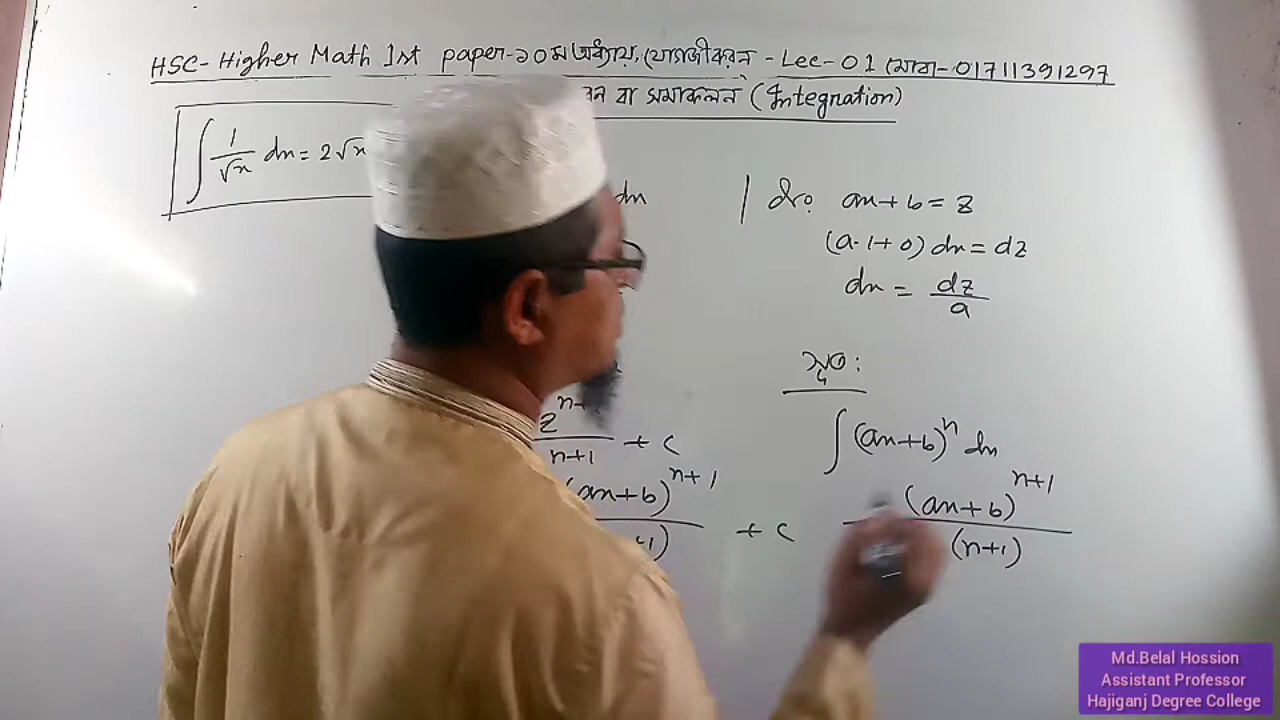 HSC- Higher Math 1st paper-১০ম অধ্যায়, যোগজীকরন - Lec-01 মোবা-01711391297
বা সমাকলন (Integration)
∫ 1/√x dx = 2√x
dx
ধরি, ax + b = z
(a·1+0) dx = dz
dx = dz/a
সূত্র:
∫ (ax+b)^n dx
z^n+1/n+1 + c
(ax+b)^n+1 + c
(ax+b)^n+1/(n+1)
Md.Belal Hossion
Assistant Professor
Hajiganj Degree College